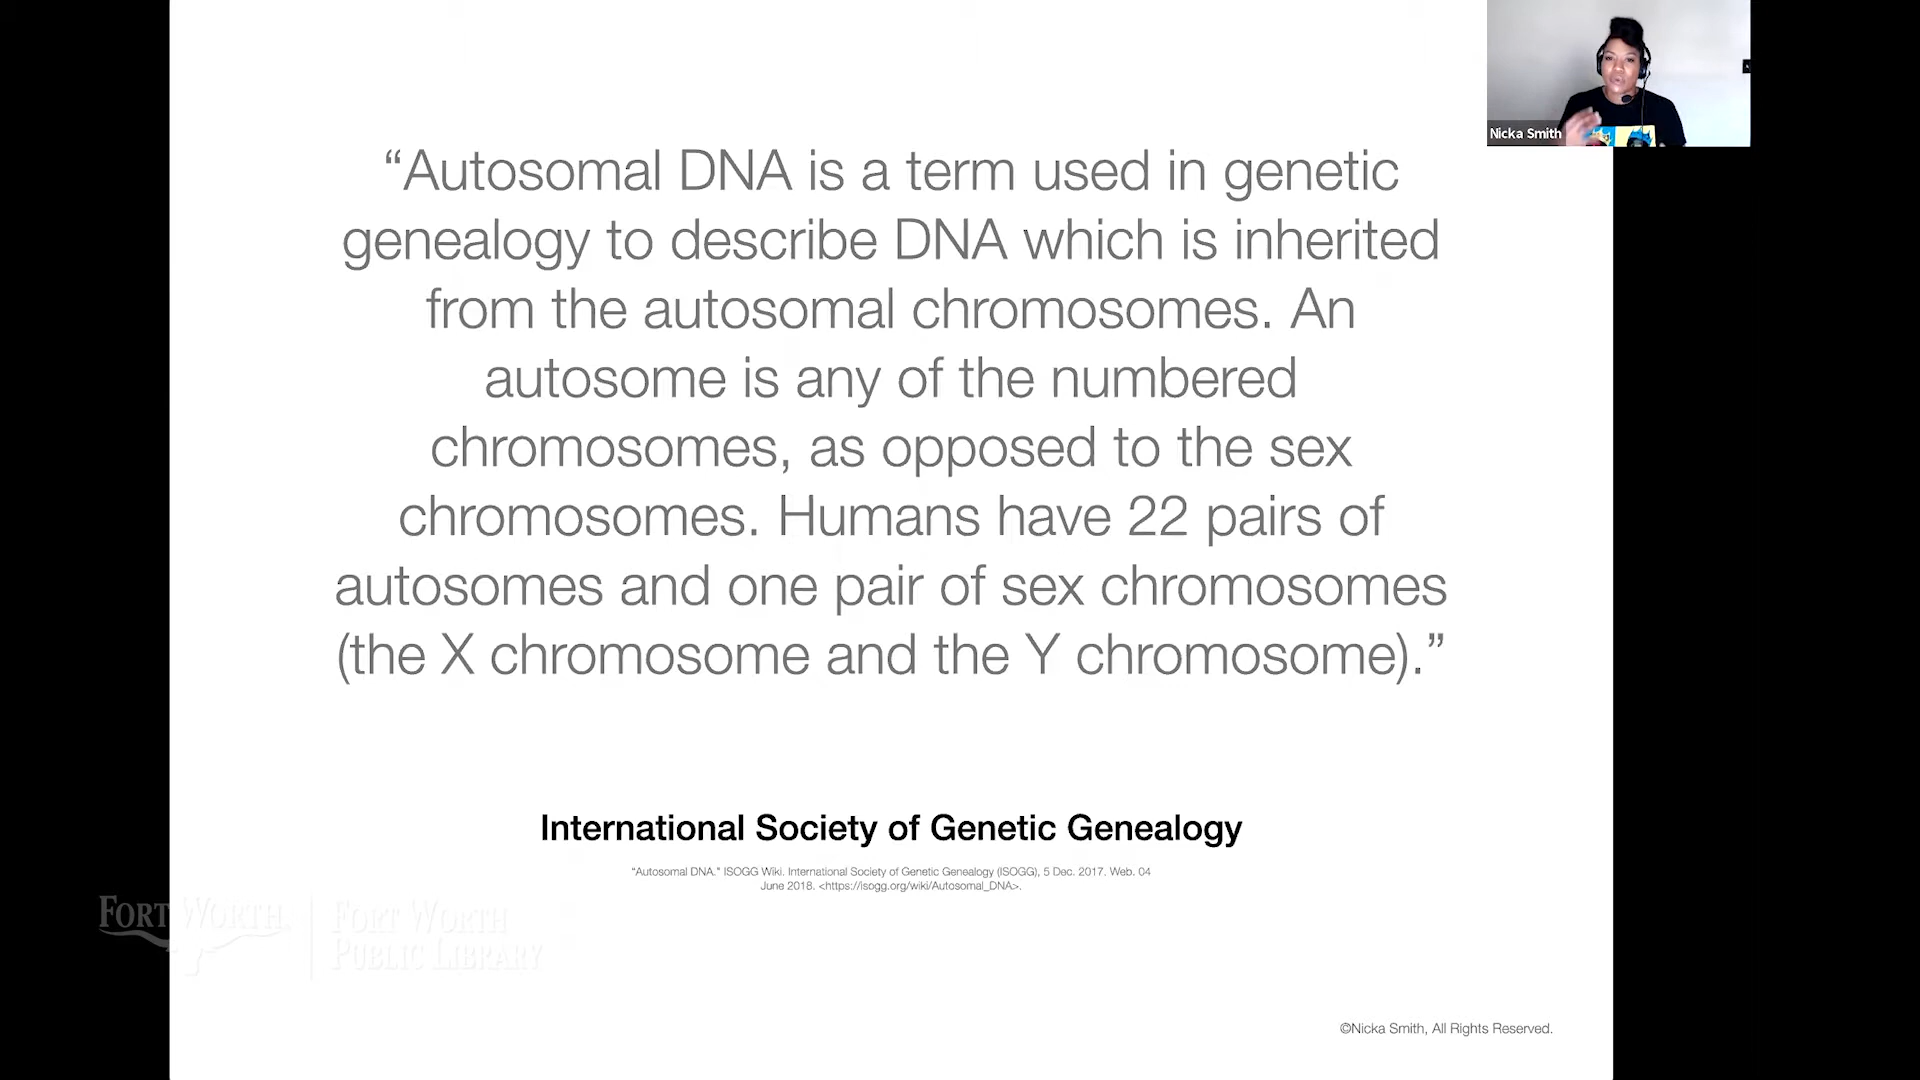 Nicka Smith
“Autosomal DNA is a term used in genetic
genealogy to describe DNA which is inherited
from the autosomal chromosomes. An
autosome is any of the numbered
chromosomes, as opposed to the sex
chromosomes. Humans have 22 pairs of
autosomes and one pair of sex chromosomes
(the X chromosome and the Y chromosome).”
International Society of Genetic Genealogy
“Autosomal DNA.” ISOGG Wiki. International Society of Genetic Genealogy (ISOGG), 5 Dec. 2017. Web. 04
June 2018. <https://isogg.org/wiki/Autosomal_DNA>.
FORT WORTH
FORT WORTH
PUBLIC LIBRARY
©Nicka Smith, All Rights Reserved.